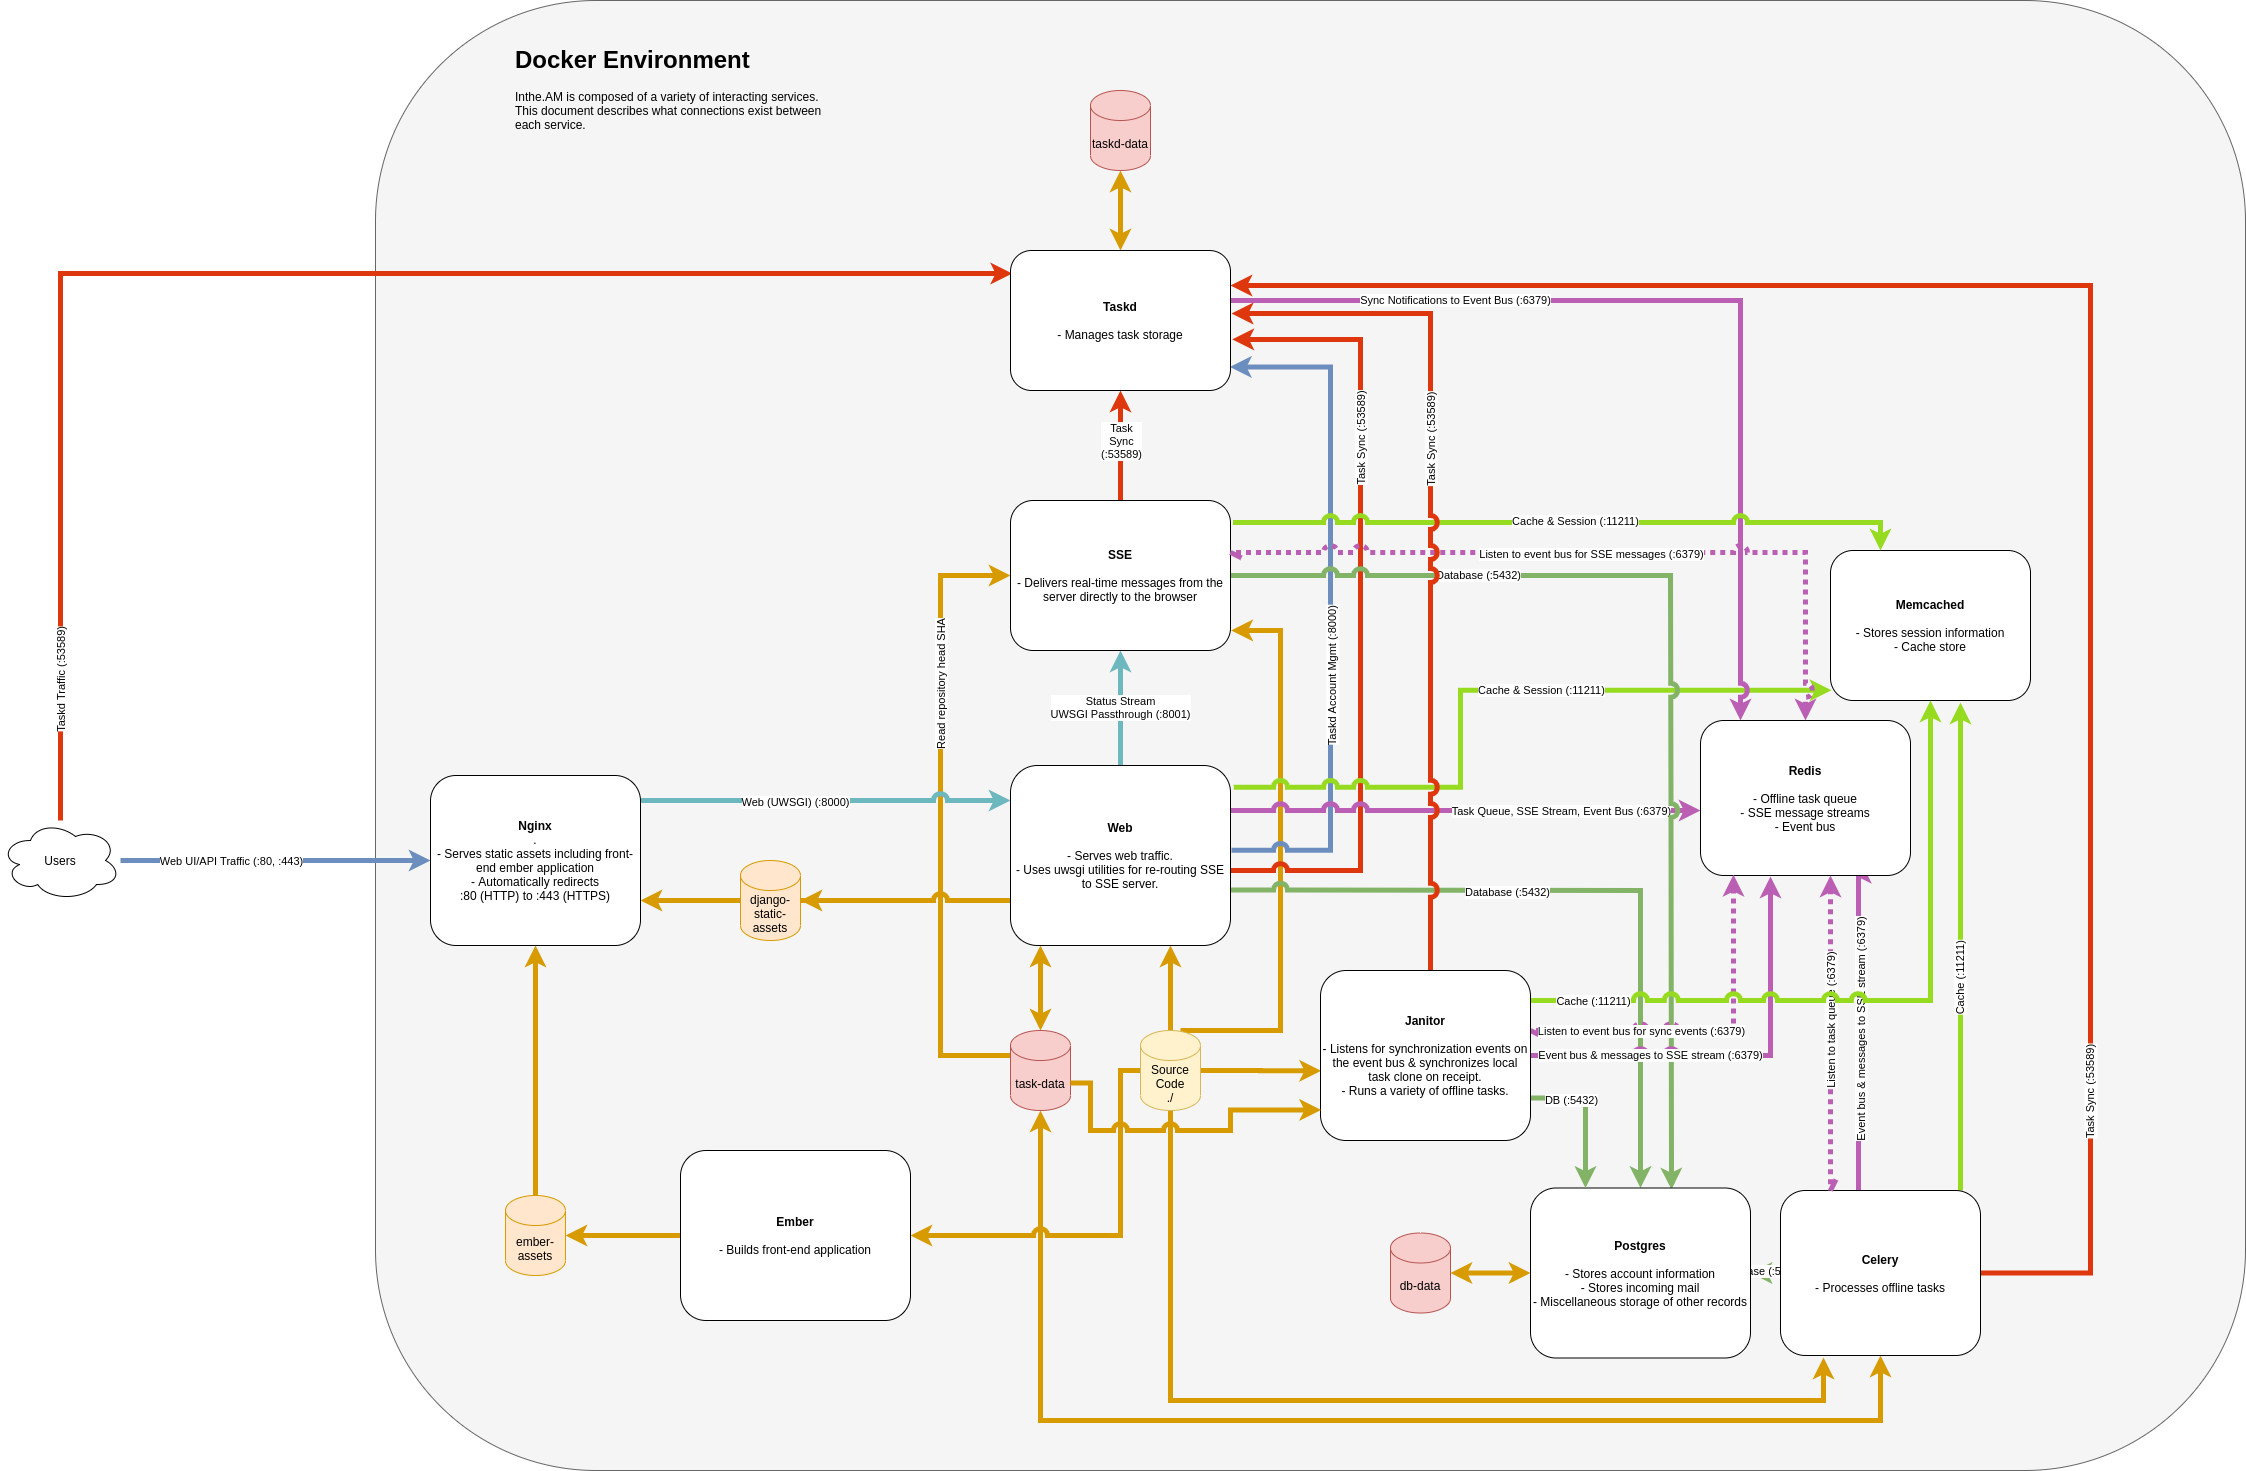 Docker Environment
Inthe.AM is composed of a variety of interacting services.
This document describes what connections exist between
each service.
taskd-data
Taskd
- Manages task storage
Sync Notifications to Event Bus (:6379)
Task
Sync
(:53589)
Task Sync (:53589)
Task Sync (:53589)
SSE
- Delivers real-time messages from the
server directly to the browser
Cache & Session (:11211)
Listen to event bus for SSE messages (:6379)
Database (:5432)
Memcached
- Stores session information
- Cache store
Taskd Traffic (:53589)
Read repository head SHA
Status Stream
UWSGI Passthrough (:8001)
Taskd Account Mgmt (:8000)
Cache & Session (:11211)
Redis
- Offline task queue
- SSE message streams
- Event bus
Users
Web UI/API Traffic (:80, :443)
Nginx
.
- Serves static assets including front-
end ember application
- Automatically redirects
:80 (HTTP) to :443 (HTTPS)
Web (UWSGI) (:8000)
django-
static-
assets
Web
- Serves web traffic.
- Uses uwsgi utilities for re-routing SSE
to SSE server.
Task Queue, SSE Stream, Event Bus (:6379)
Database (:5432)
Janitor
- Listens for synchronization events on
the event bus & synchronizes local
task clone on receipt.
- Runs a variety of offline tasks.
Cache (:11211)
Listen to event bus for sync events (:6379)
Event bus & messages to SSE stream (:6379)
DB (:5432)
Listen to task queue (:6379)
Event bus & messages to SSE stream (:6379)
Cache (:11211)
Task Sync (:53589)
task-data
Source
Code
./
Ember
- Builds front-end application
ember-
assets
db-data
Postgres
- Stores account information
- Stores incoming mail
- Miscellaneous storage of other records
ase (:5
Celery
- Processes offline tasks